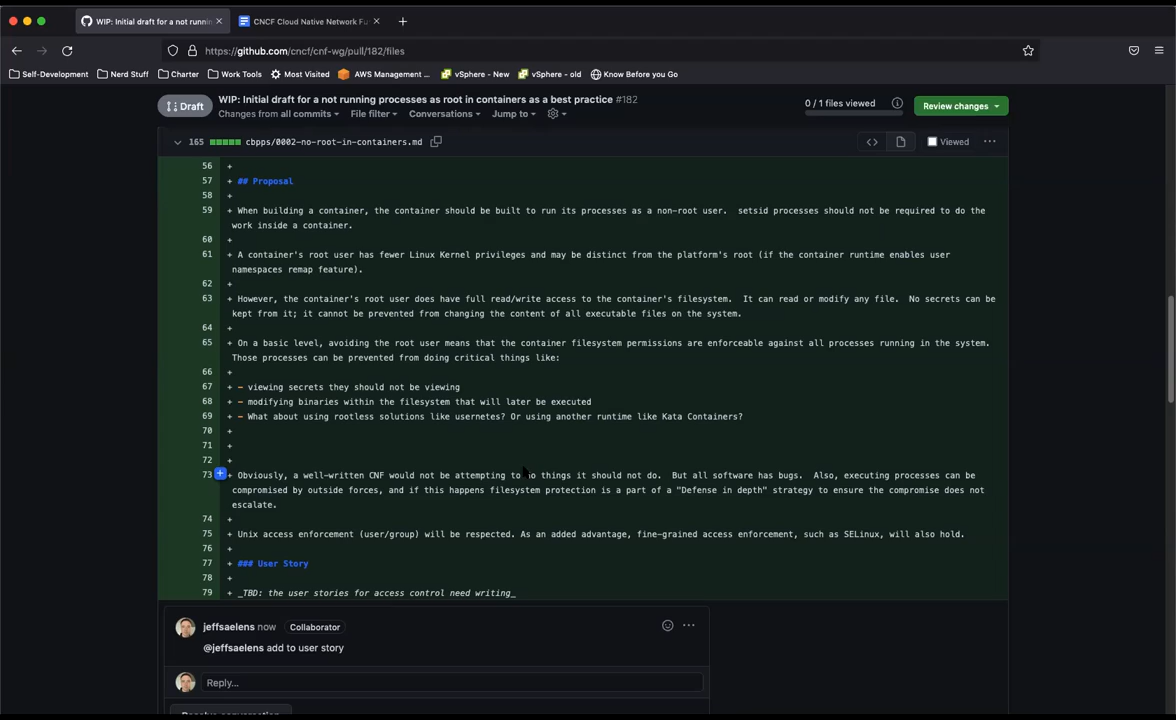 WIP: Initial draft for a not runnin
CNCF Cloud Native Network Fu
https://github.com/cncf/cnf-wg/pull/182/files
Self-Development
Nerd Stuff
Charter
Work Tools
Most Visited
AWS Management ...
vSphere - New
vSphere - old
Know Before you Go
Draft
WIP: Initial draft for a not running processes as root in containers as a best practice #182
Changes from all commits
File filter
Conversations
Jump to
0 / 1 files viewed
Review changes
165 cbpps/0002-no-root-in-containers.md
Viewed
56 +
57 + ## Proposal
58 +
59 + When building a container, the container should be built to run its processes as a non-root user.  setsid processes should not be required to do the
work inside a container.
60 +
61 + A container's root user has fewer Linux Kernel privileges and may be distinct from the platform's root (if the container runtime enables user
namespaces remap feature).
62 +
63 + However, the container's root user does have full read/write access to the container's filesystem.  It can read or modify any file.  No secrets can be
kept from it; it cannot be prevented from changing the content of all executable files on the system.
64 +
65 + On a basic level, avoiding the root user means that the container filesystem permissions are enforceable against all processes running in the system.
Those processes can be prevented from doing critical things like:
66 +
67 + - viewing secrets they should not be viewing
68 + - modifying binaries within the filesystem that will later be executed
69 + - What about using rootless solutions like usernetes? Or using another runtime like Kata Containers?
70 +
71 +
72 +
73 + Obviously, a well-written CNF would not be attempting to do things it should not do.  But all software has bugs.  Also, executing processes can be
compromised by outside forces, and if this happens filesystem protection is a part of a "Defense in depth" strategy to ensure the compromise does not
escalate.
74 +
75 + Unix access enforcement (user/group) will be respected. As an added advantage, fine-grained access enforcement, such as SELinux, will also hold.
76 +
77 + ### User Story
78 +
79 + _TBD: the user stories for access control need writing_
jeffsaelens now
Collaborator
@jeffsaelens add to user story
Reply...
Resolve conversation